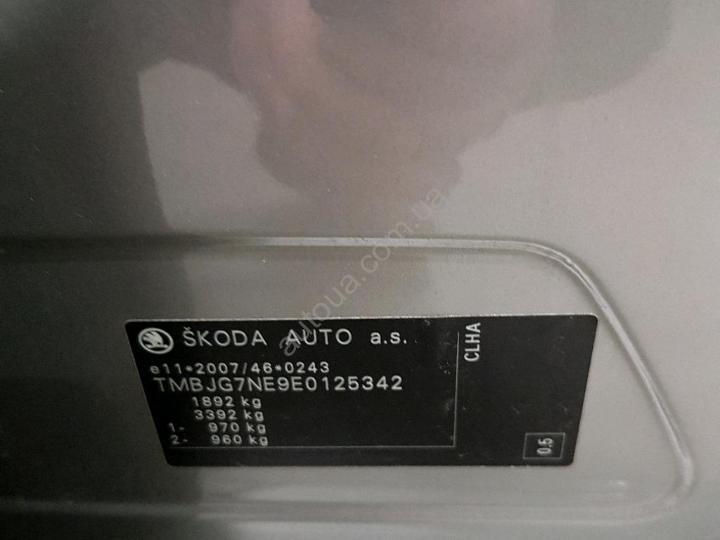 ŠKODA AUTO a.s.
e11*2007/46*0243
TMBJG7NE9E0125342
1892 kg
3392 kg
1- 970 kg
2- 960 kg
CLHA
0.5
autoua.com.ua